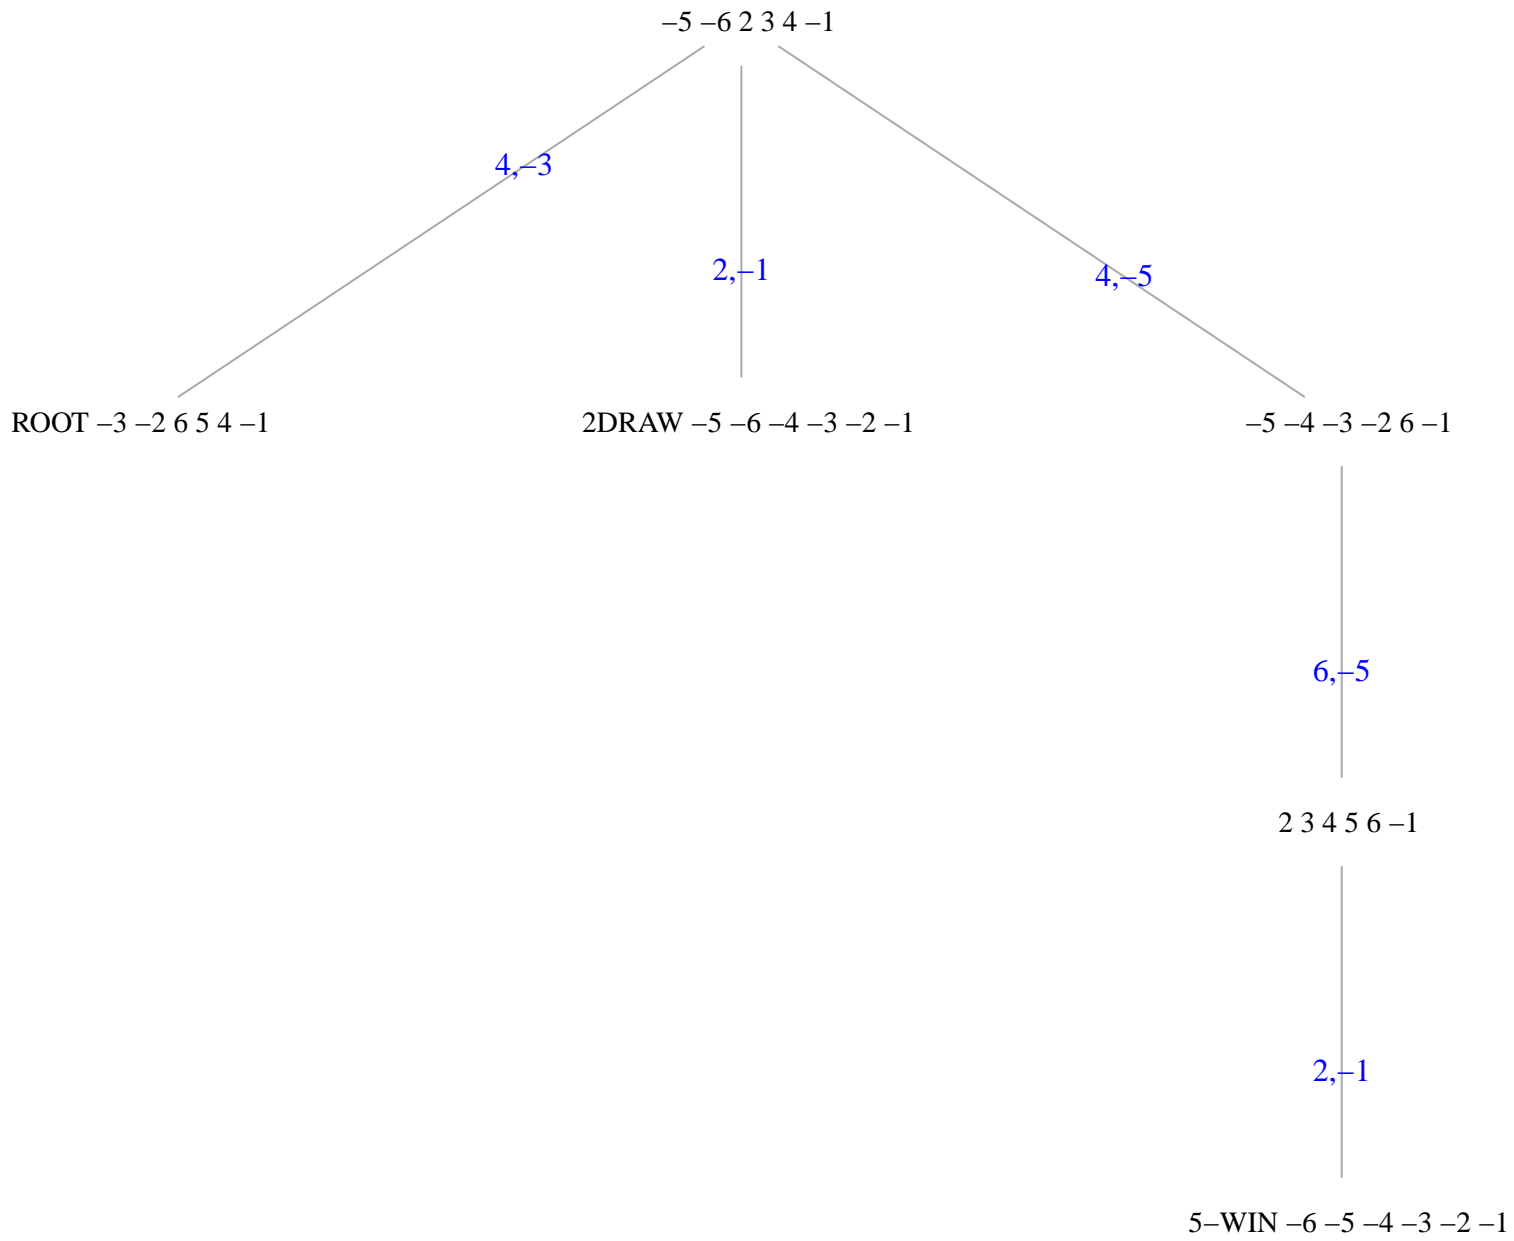 –5 –6 2 3 4 –1
4,–3
2,–1
4,–5
ROOT –3 –2 6 5 4 –1
2DRAW –5 –6 –4 –3 –2 –1
–5 –4 –3 –2 6 –1
6,–5
2 3 4 5 6 –1
2,–1
5–WIN –6 –5 –4 –3 –2 –1